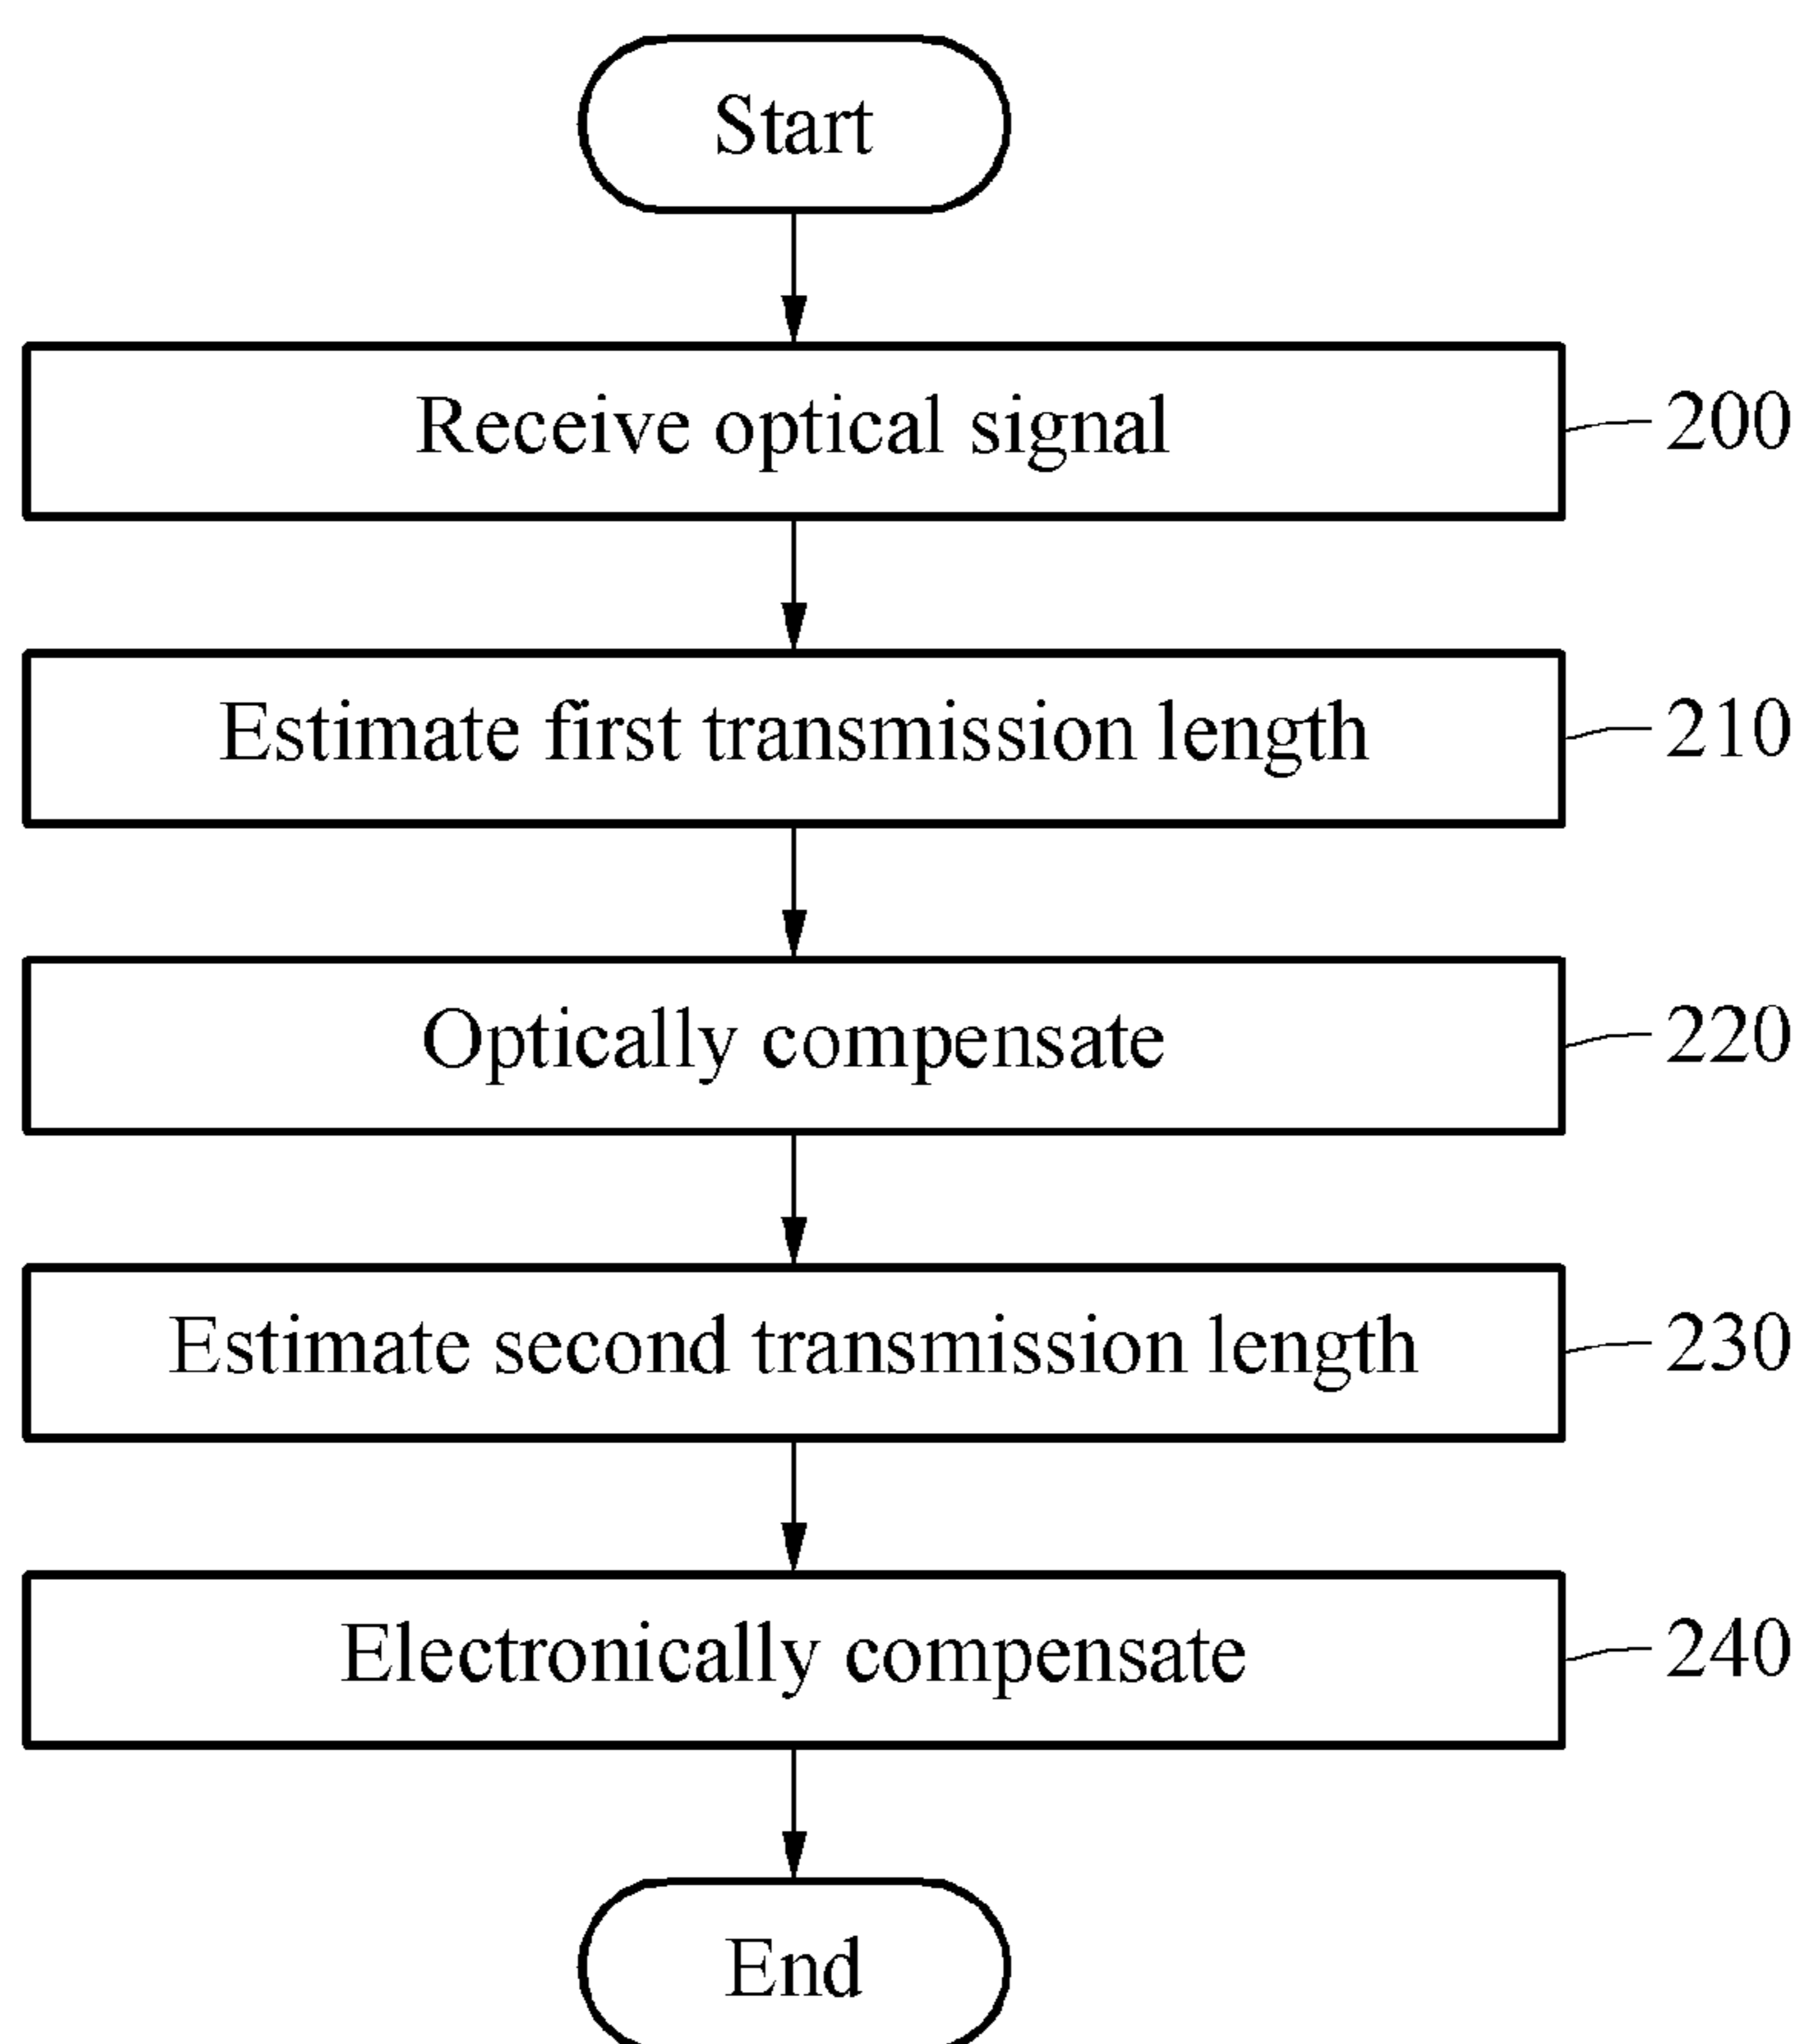 Start
Receive optical signal
200
Estimate first transmission length
210
Optically compensate
220
Estimate second transmission length
230
Electronically compensate
240
End